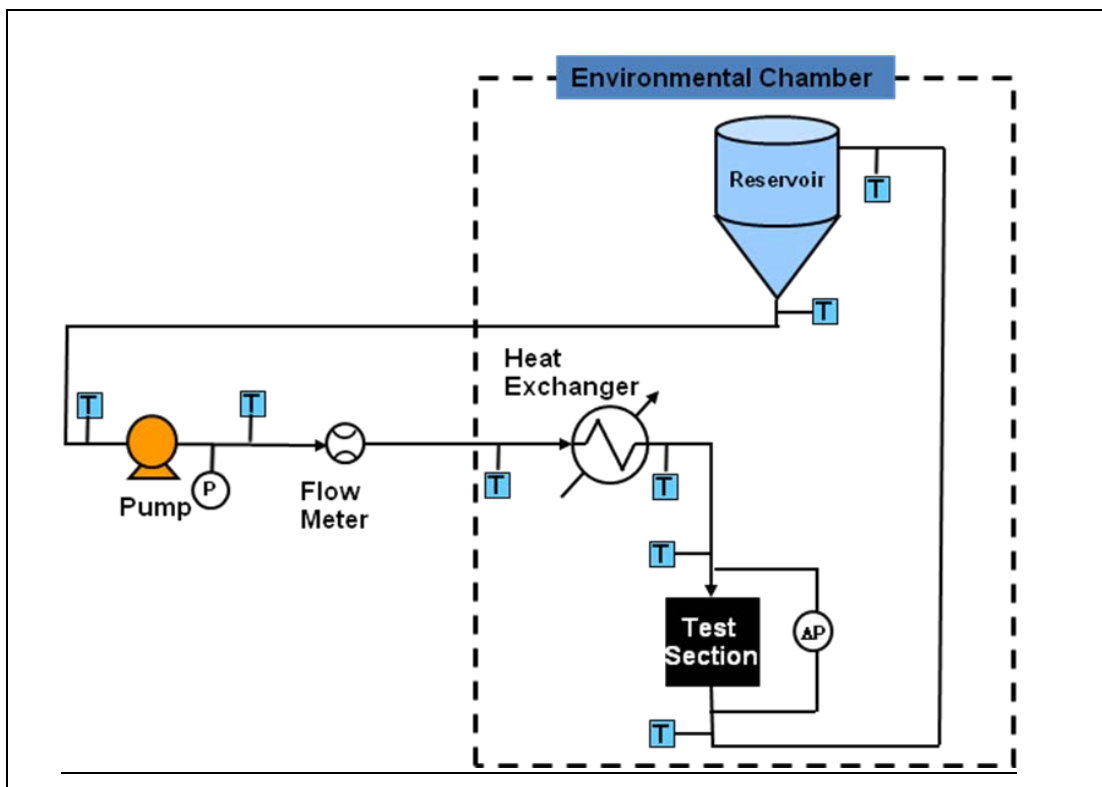 Environmental Chamber
Reservoir
T
T
Heat
Exchanger
T
T
Pump
P
Flow
Meter
T
T
T
Test
Section
ΔP
T